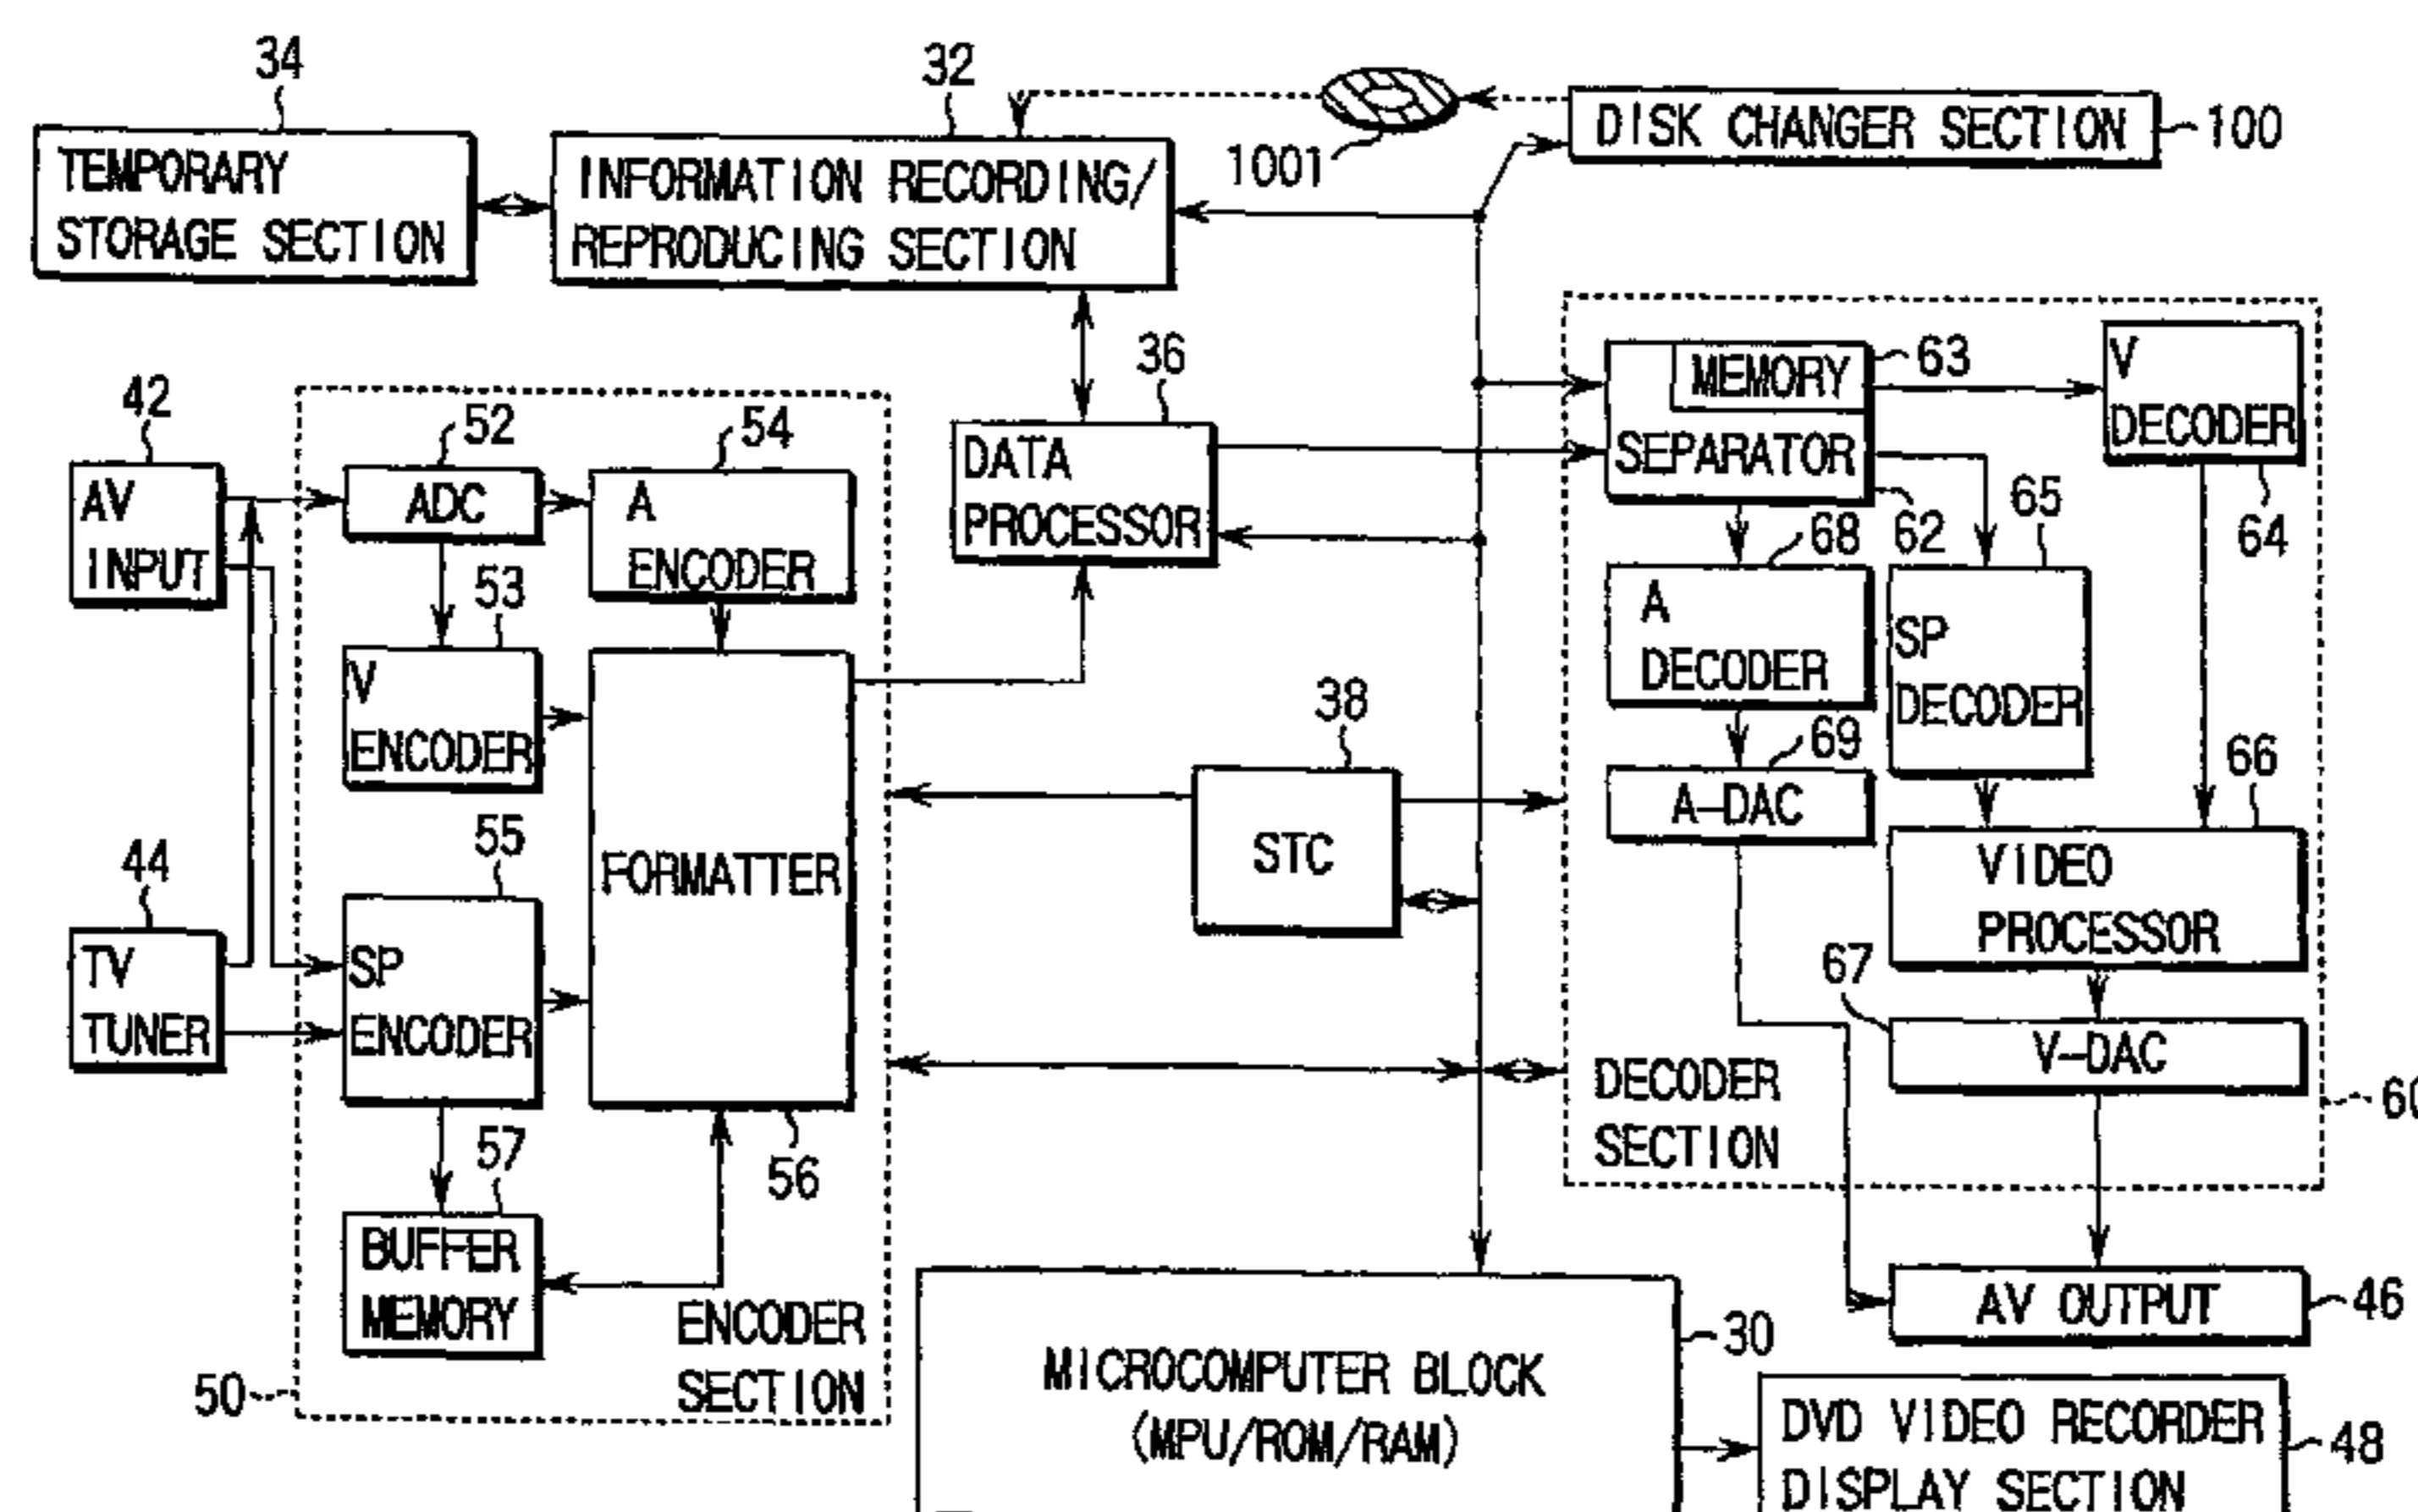 34
32
TEMPORARY
STORAGE SECTION
INFORMATION RECORDING/
REPRODUCING SECTION
1001
DISK CHANGER SECTION
100
42
AV
INPUT
44
TV
TUNER
52
ADC
54
A
ENCODER
53
V
ENCODER
55
SP
ENCODER
57
BUFFER
MEMORY
FORMATTER
56
ENCODER
SECTION
50
36
DATA
PROCESSOR
38
STC
MEMORY
63
SEPARATOR
62
V
DECODER
64
68
A
DECODER
65
SP
DECODER
69
A-DAC
66
VIDEO
PROCESSOR
67
V-DAC
DECODER
SECTION
60
AV OUTPUT
46
MICROCOMPUTER BLOCK
(MPU/ROM/RAM)
30
DVD VIDEO RECORDER
DISPLAY SECTION
48